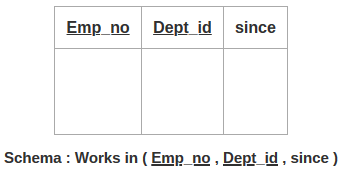 Emp_no Dept_id since
Schema : Works in ( Emp_no , Dept_id , since )